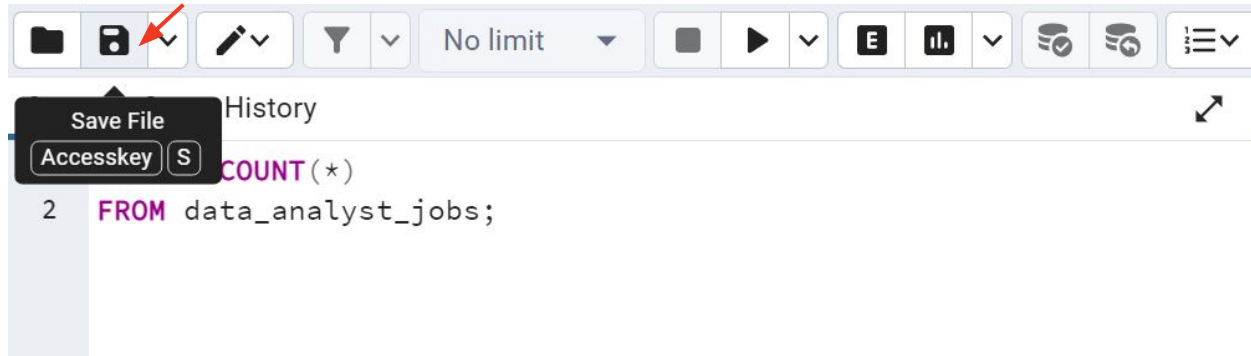 No limit
E
History
Save File
Accesskey S
COUNT(*)
2 FROM data_analyst_jobs;